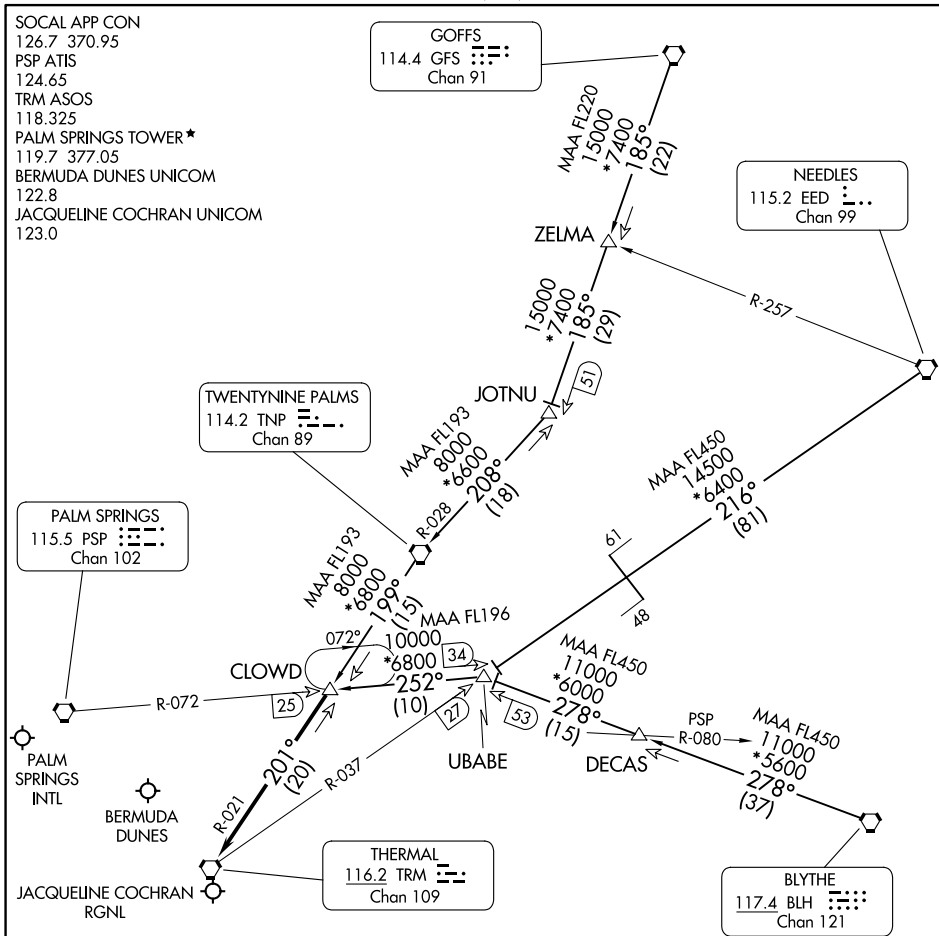 SOCAL APP CON
126.7 370.95
PSP ATIS
124.65
TRM ASOS
118.325
PALM SPRINGS TOWER★
119.7 377.05
BERMUDA DUNES UNICOM
122.8
JACQUELINE COCHRAN UNICOM
123.0
GOFFS
114.4 GFS
Chan 91
MAA FL220
15000
*7400
185°
(22)
NEEDLES
115.2 EED
Chan 99
ZELMA
R-257
15000
*7400
185°
(29)
51
JOTNU
TWENTYNINE PALMS
114.2 TNP
Chan 89
MAA FL193
8000
*6600
208°
(18)
R-028
MAA FL450
14500
*6400
216°
(81)
61
48
PALM SPRINGS
115.5 PSP
Chan 102
MAA FL193
8000
*6800
199°
(15)
MAA FL196
10000
*6800
252°
(10)
34
072°
CLOWD
R-072
25
27
53
MAA FL450
11000
*6000
278°
(15)
UBABE
DECAS
PSP
R-080
MAA FL450
11000
*5600
278°
(37)
201°
(20)
R-021
R-037
PALM
SPRINGS
INTL
BERMUDA
DUNES
JACQUELINE COCHRAN
RGNL
THERMAL
116.2 TRM
Chan 109
BLYTHE
117.4 BLH
Chan 121